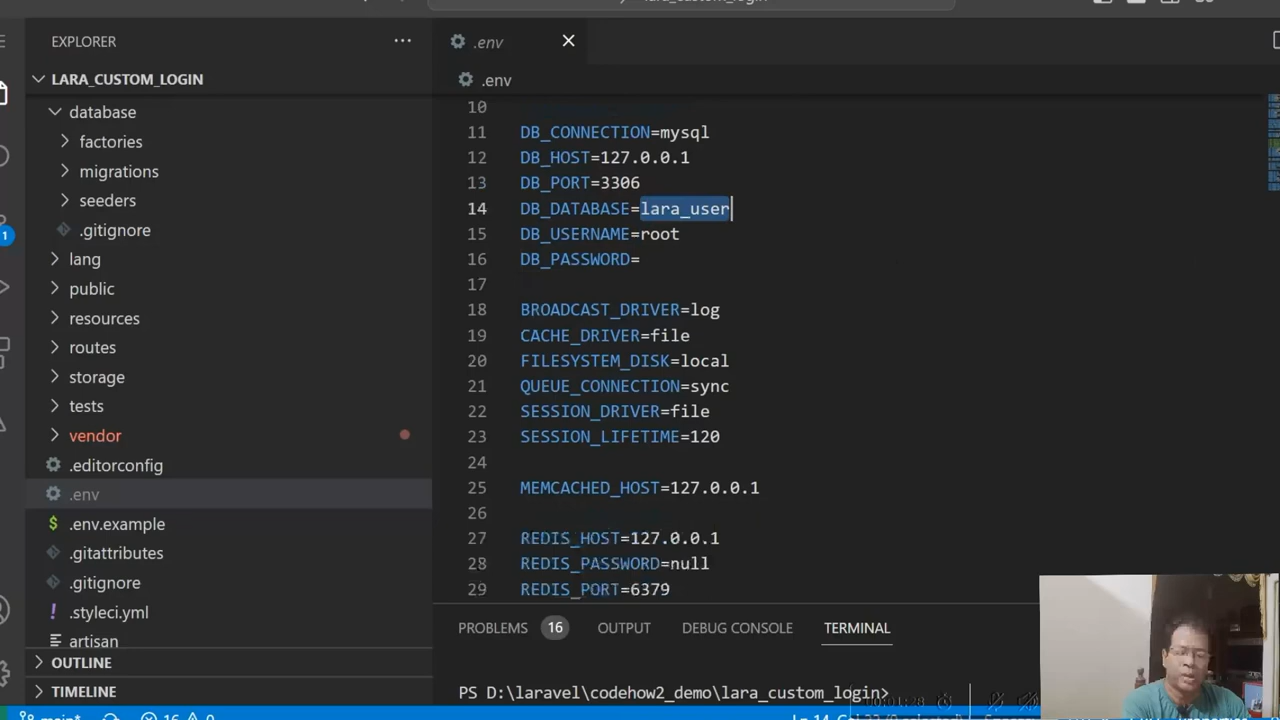 EXPLORER
LARA_CUSTOM_LOGIN
database
factories
migrations
seeders
.gitignore
lang
public
resources
routes
storage
tests
vendor
.editorconfig
.env
$ .env.example
.gitattributes
.gitignore
! .styleci.yml
artisan
OUTLINE
TIMELINE
1
.env
.env
10
11 DB_CONNECTION=mysql
12 DB_HOST=127.0.0.1
13 DB_PORT=3306
14 DB_DATABASE=lara_user
15 DB_USERNAME=root
16 DB_PASSWORD=
17
18 BROADCAST_DRIVER=log
19 CACHE_DRIVER=file
20 FILESYSTEM_DISK=local
21 QUEUE_CONNECTION=sync
22 SESSION_DRIVER=file
23 SESSION_LIFETIME=120
24
25 MEMCACHED_HOST=127.0.0.1
26
27 REDIS_HOST=127.0.0.1
28 REDIS_PASSWORD=null
29 REDIS_PORT=6379
PROBLEMS 16 OUTPUT DEBUG CONSOLE TERMINAL
PS D:\laravel\codehow2_demo\lara_custom_login>